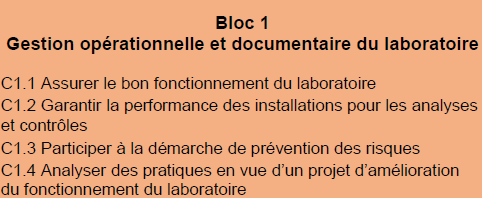 Bloc 1
Gestion opérationnelle et documentaire du laboratoire
C1.1 Assurer le bon fonctionnement du laboratoire
C1.2 Garantir la performance des installations pour les analyses
et contrôles
C1.3 Participer à la démarche de prévention des risques
C1.4 Analyser des pratiques en vue d’un projet d’amélioration
du fonctionnement du laboratoire